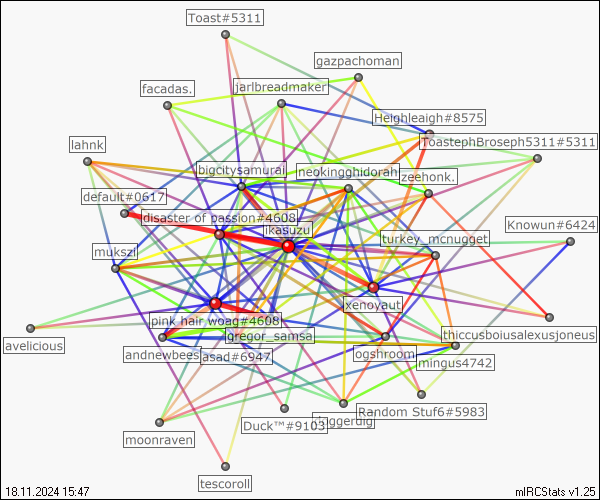 Toast#5311
gazpachoman
facadas.
jarlbreadmaker
Heighleaigh#8575
ToastephBroseph5311#5311
lahnk
bigcitysamurai
neokingghidorah
zeehonk.
default#0617
disaster of passion#4608
ikasuzu
Knowun#6424
turkey_mcnugget
mukszi
xenoyaut
pink hair woag#4608
gregor_samsa
thiccusboiusalexusjoneus
avelicious
andnewbees
asad#6947
ogshroom
mingus4742
Random Stuf6#5983
Duck™#9103
moonraven
tescoroll
18.11.2024 15:47
mIRCStats v1.25